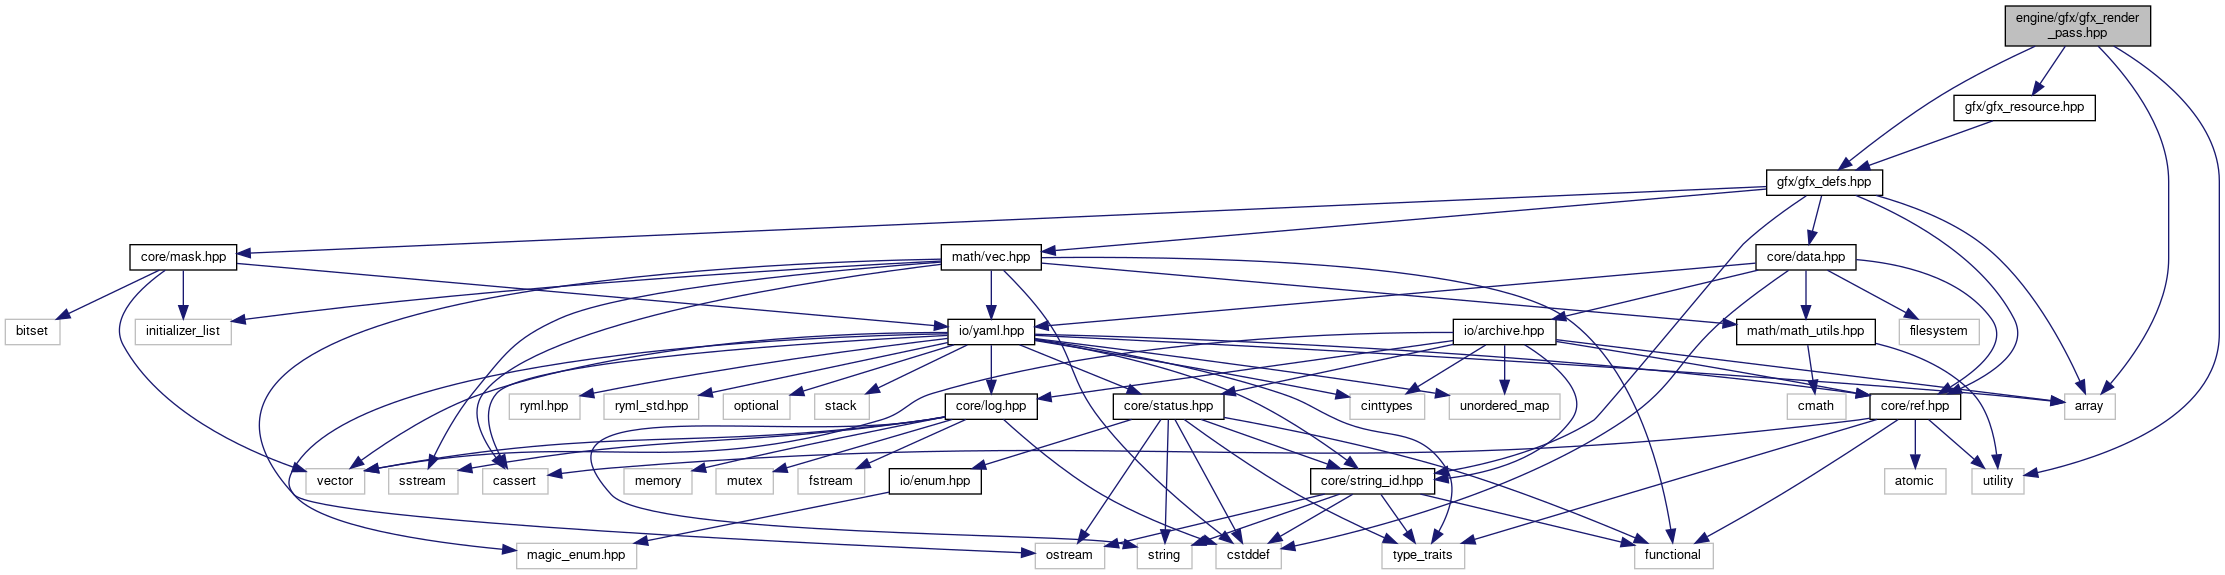 engine/gfx/gfx_render
_pass.hpp
gfx/gfx_resource.hpp
gfx/gfx_defs.hpp
core/mask.hpp
math/vec.hpp
core/data.hpp
bitset
initializer_list
io/yaml.hpp
io/archive.hpp
math/math_utils.hpp
filesystem
ryml.hpp
ryml_std.hpp
optional
stack
core/log.hpp
core/status.hpp
cinttypes
unordered_map
cmath
core/ref.hpp
array
vector
sstream
cassert
memory
mutex
fstream
io/enum.hpp
core/string_id.hpp
atomic
utility
magic_enum.hpp
ostream
string
cstddef
type_traits
functional